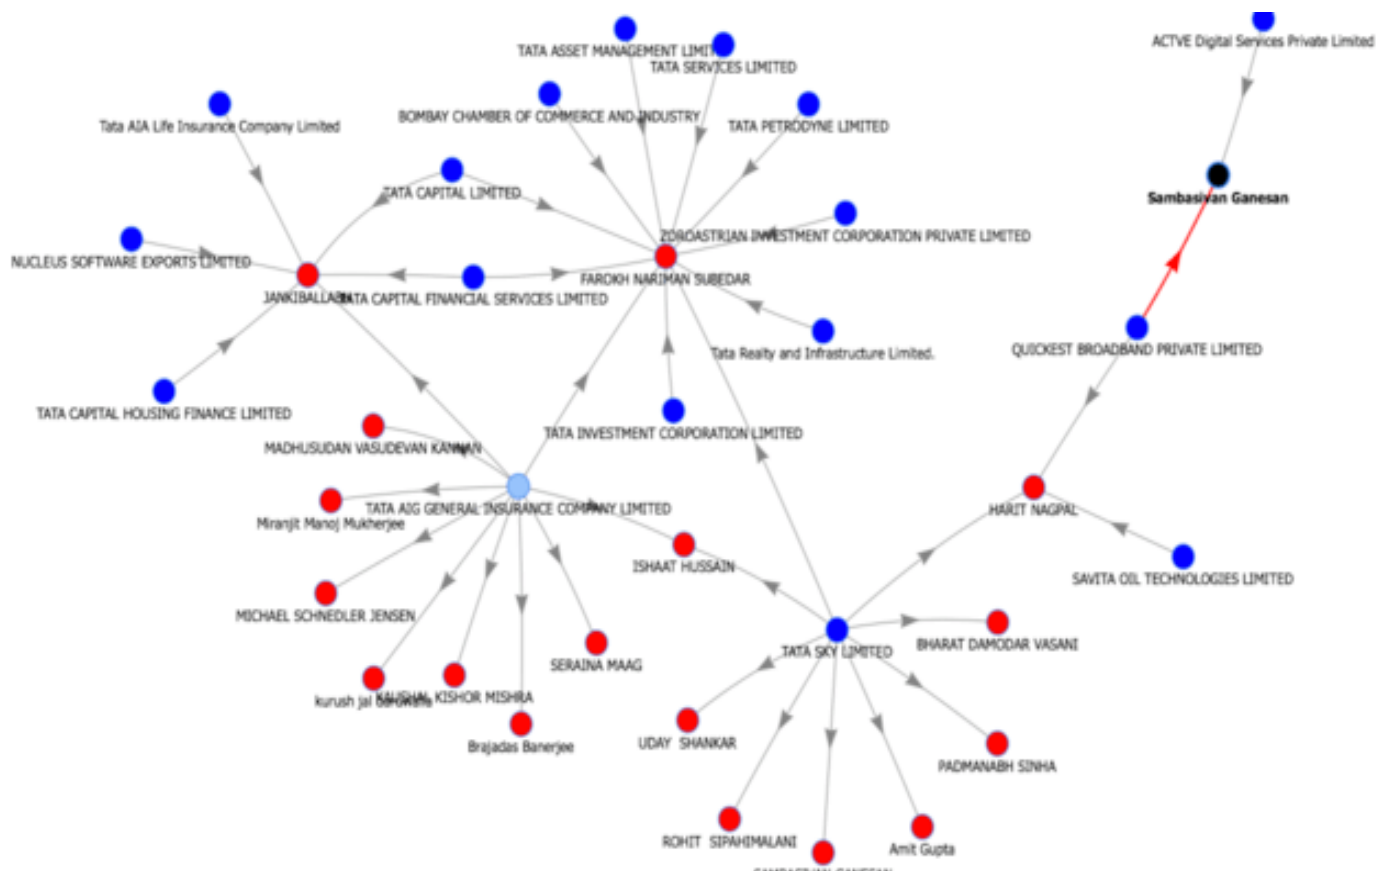 ACTVE Digital Services Private Limited
TATA ASSET MANAGEMENT
TATA SERVICES LIMITED
BOMBAY CHAMBER OF COMMERCE AND INDUSTRY
Tata AIA Life Insurance Company Limited
TATA PETRODYNE LIMITED
TATA CAPITAL LIMITED
Sambasivan Ganesan
ZOROASTRIAN INVESTMENT CORPORATION PRIVATE LIMITED
NUCLEUS SOFTWARE EXPORTS LIMITED
FAROKH NARIMAN SUBEDAR
TATA CAPITAL FINANCIAL SERVICES LIMITED
QUICKEST BROADBAND PRIVATE LIMITED
Tata Realty and Infrastructure Limited.
TATA CAPITAL HOUSING FINANCE LIMITED
TATA INVESTMENT CORPORATION LIMITED
MADHUSUDAN VASUDEVAN KANNAN
TATA AIG GENERAL INSURANCE COMPANY LIMITED
HARIT NAGPAL
Miranjit Manoj Mukherjee
ISHAAT HUSSAIN
SAVITA OIL TECHNOLOGIES LIMITED
MICHAEL SCHNEDLER JENSEN
BHARAT DAMODAR VASANI
TATA SKY LIMITED
SERAINA MAAG
kurush jal
KAUSHAL KISHOR MISHRA
UDAY SHANKAR
Brajadas Banerjee
PADMANABH SINHA
ROHIT SIPAHIMALANI
Amit Gupta